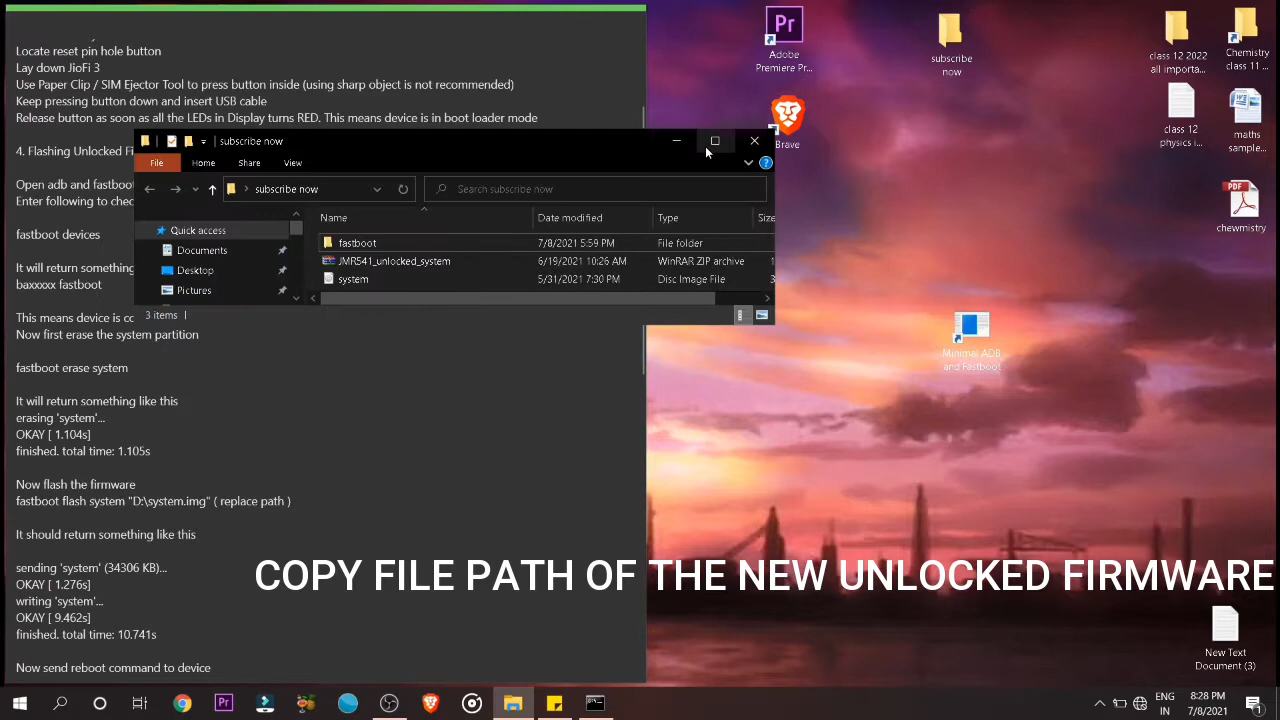 Locate reset pin hole button
Lay down JioFi 3
Use Paper Clip / SIM Ejector Tool to press button inside (using sharp object is not recommended)
Keep pressing button down and insert USB cable
Release button as soon as all the LEDs in Display turns RED. This means device is in boot loader mode
4. Flashing Unlocked Fi
Open adb and fastboot
Enter following to chec
fastboot devices
It will return something
baxxxxx fastboot
This means device is co
Now first erase the system partition
fastboot erase system
It will return something like this
erasing 'system'...
OKAY [ 1.104s]
finished. total time: 1.105s
Now flash the firmware
fastboot flash system "D:\system.img" ( replace path )
It should return something like this
sending 'system' (34306 KB)...
OKAY [ 1.276s]
writing 'system'...
OKAY [ 9.462s]
finished. total time: 10.741s
Now send reboot command to device
subscribe now
File Home Share View
subscribe now
Search subscribe now
Quick access
Documents
Desktop
Pictures
Name Date modified Type Size
fastboot 7/8/2021 5:59 PM File folder
JMR541_unlocked_system 6/19/2021 10:26 AM WinRAR ZIP archive 1
system 5/31/2021 7:30 PM Disc Image File 3
3 items
COPY FILE PATH OF THE NEW UNLOCKED FIRMWARE
Pr
Adobe
Premiere Pr...
Brave
subscribe
now
class 12 2022
all importa...
Chemistry
class 11 ...
class 12
physics i...
maths
sample...
PDF
chewmistry
Minimal ADB
and Fastboot
New Text
Document (3)
Pr
ENG
IN
8:28 PM
7/8/2021
1